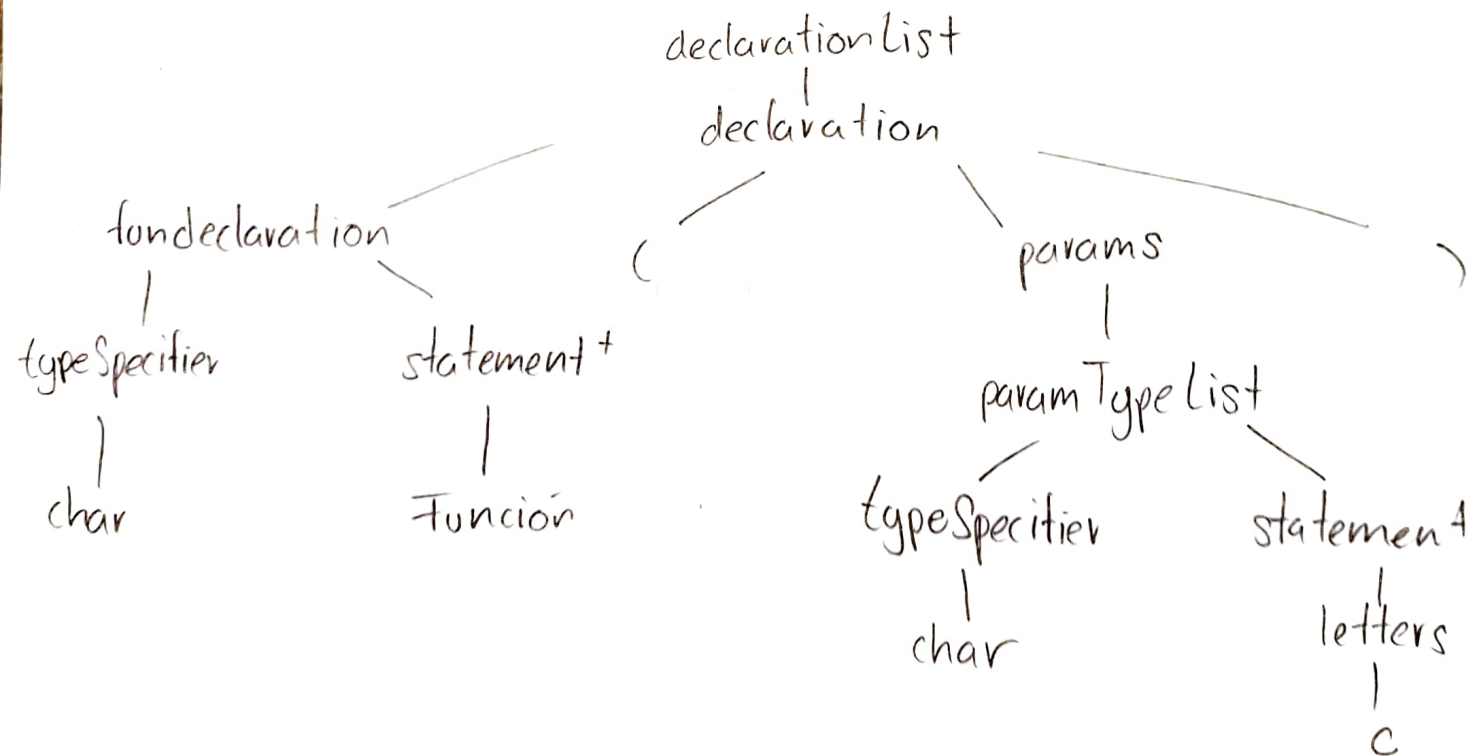 declarationList
declaration
fundeclaration ( params )
typeSpecifier statement paramTypeList
char Función typeSpecifier statement
char letters
c